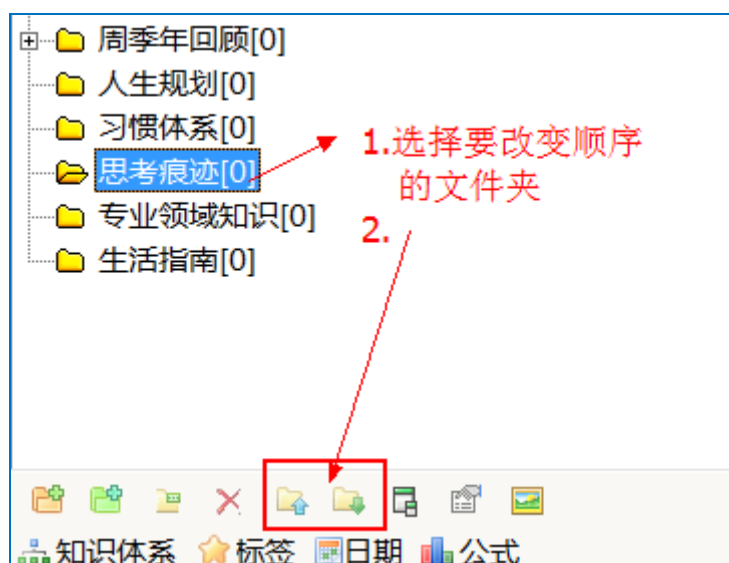 周季年回顾[0]
人生规划[0]
习惯体系[0]
思考痕迹[0]
专业领域知识[0]
生活指南[0]
1.选择要改变顺序
的文件夹
2.
知识体系 标签 日期 公式